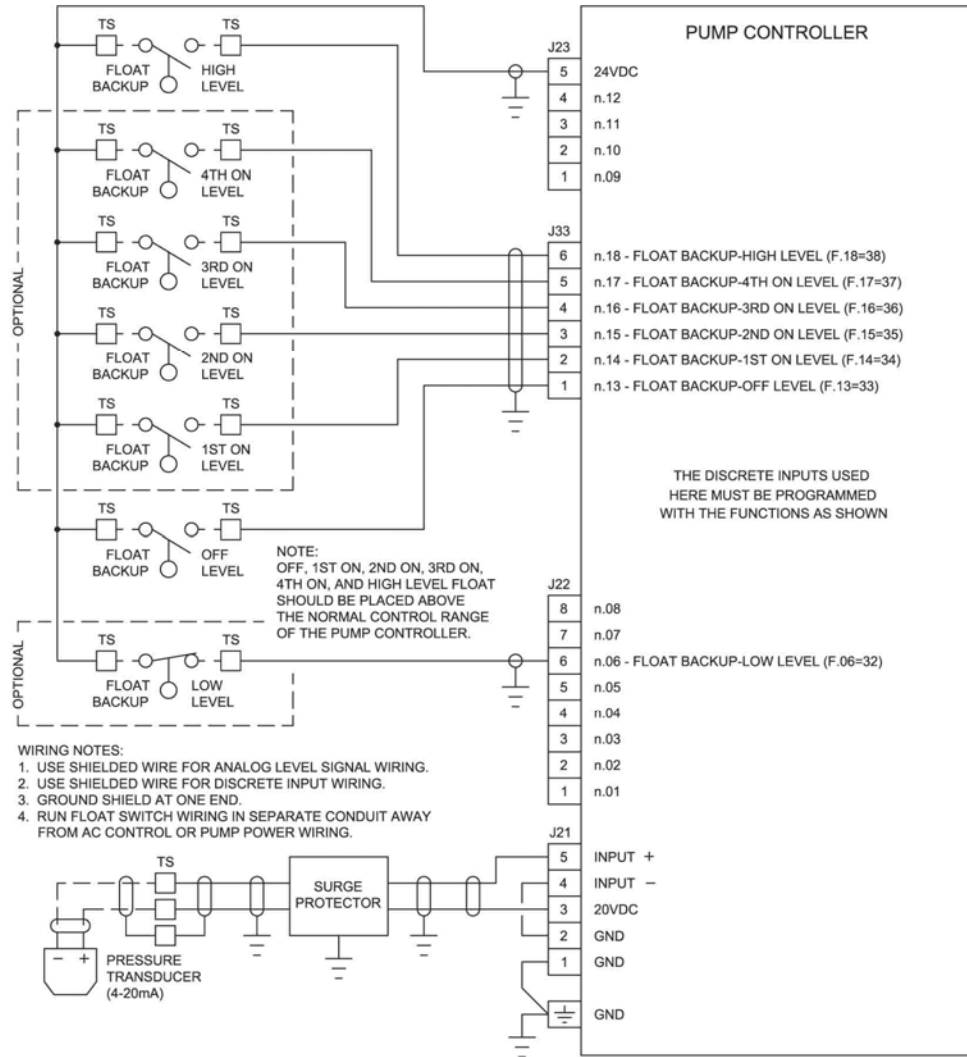 PUMP CONTROLLER
TS
TS
FLOAT
BACKUP
HIGH
LEVEL
OPTIONAL
TS
TS
FLOAT
BACKUP
4TH ON
LEVEL
TS
TS
FLOAT
BACKUP
3RD ON
LEVEL
TS
TS
FLOAT
BACKUP
2ND ON
LEVEL
TS
TS
FLOAT
BACKUP
1ST ON
LEVEL
TS
TS
FLOAT
BACKUP
OFF
LEVEL
NOTE:
OFF, 1ST ON, 2ND ON, 3RD ON,
4TH ON, AND HIGH LEVEL FLOAT
SHOULD BE PLACED ABOVE
THE NORMAL CONTROL RANGE
OF THE PUMP CONTROLLER.
OPTIONAL
TS
TS
FLOAT
BACKUP
LOW
LEVEL
WIRING NOTES:
1. USE SHIELDED WIRE FOR ANALOG LEVEL SIGNAL WIRING.
2. USE SHIELDED WIRE FOR DISCRETE INPUT WIRING.
3. GROUND SHIELD AT ONE END.
4. RUN FLOAT SWITCH WIRING IN SEPARATE CONDUIT AWAY
FROM AC CONTROL OR PUMP POWER WIRING.
TS
SURGE
PROTECTOR
- +
PRESSURE
TRANSDUCER
(4-20mA)
J23
5 24VDC
4 n.12
3 n.11
2 n.10
1 n.09
J33
6 n.18 - FLOAT BACKUP-HIGH LEVEL (F.18=38)
5 n.17 - FLOAT BACKUP-4TH ON LEVEL (F.17=37)
4 n.16 - FLOAT BACKUP-3RD ON LEVEL (F.16=36)
3 n.15 - FLOAT BACKUP-2ND ON LEVEL (F.15=35)
2 n.14 - FLOAT BACKUP-1ST ON LEVEL (F.14=34)
1 n.13 - FLOAT BACKUP-OFF LEVEL (F.13=33)
THE DISCRETE INPUTS USED
HERE MUST BE PROGRAMMED
WITH THE FUNCTIONS AS SHOWN
J22
8 n.08
7 n.07
6 n.06 - FLOAT BACKUP-LOW LEVEL (F.06=32)
5 n.05
4 n.04
3 n.03
2 n.02
1 n.01
J21
5 INPUT +
4 INPUT −
3 20VDC
2 GND
1 GND
GND